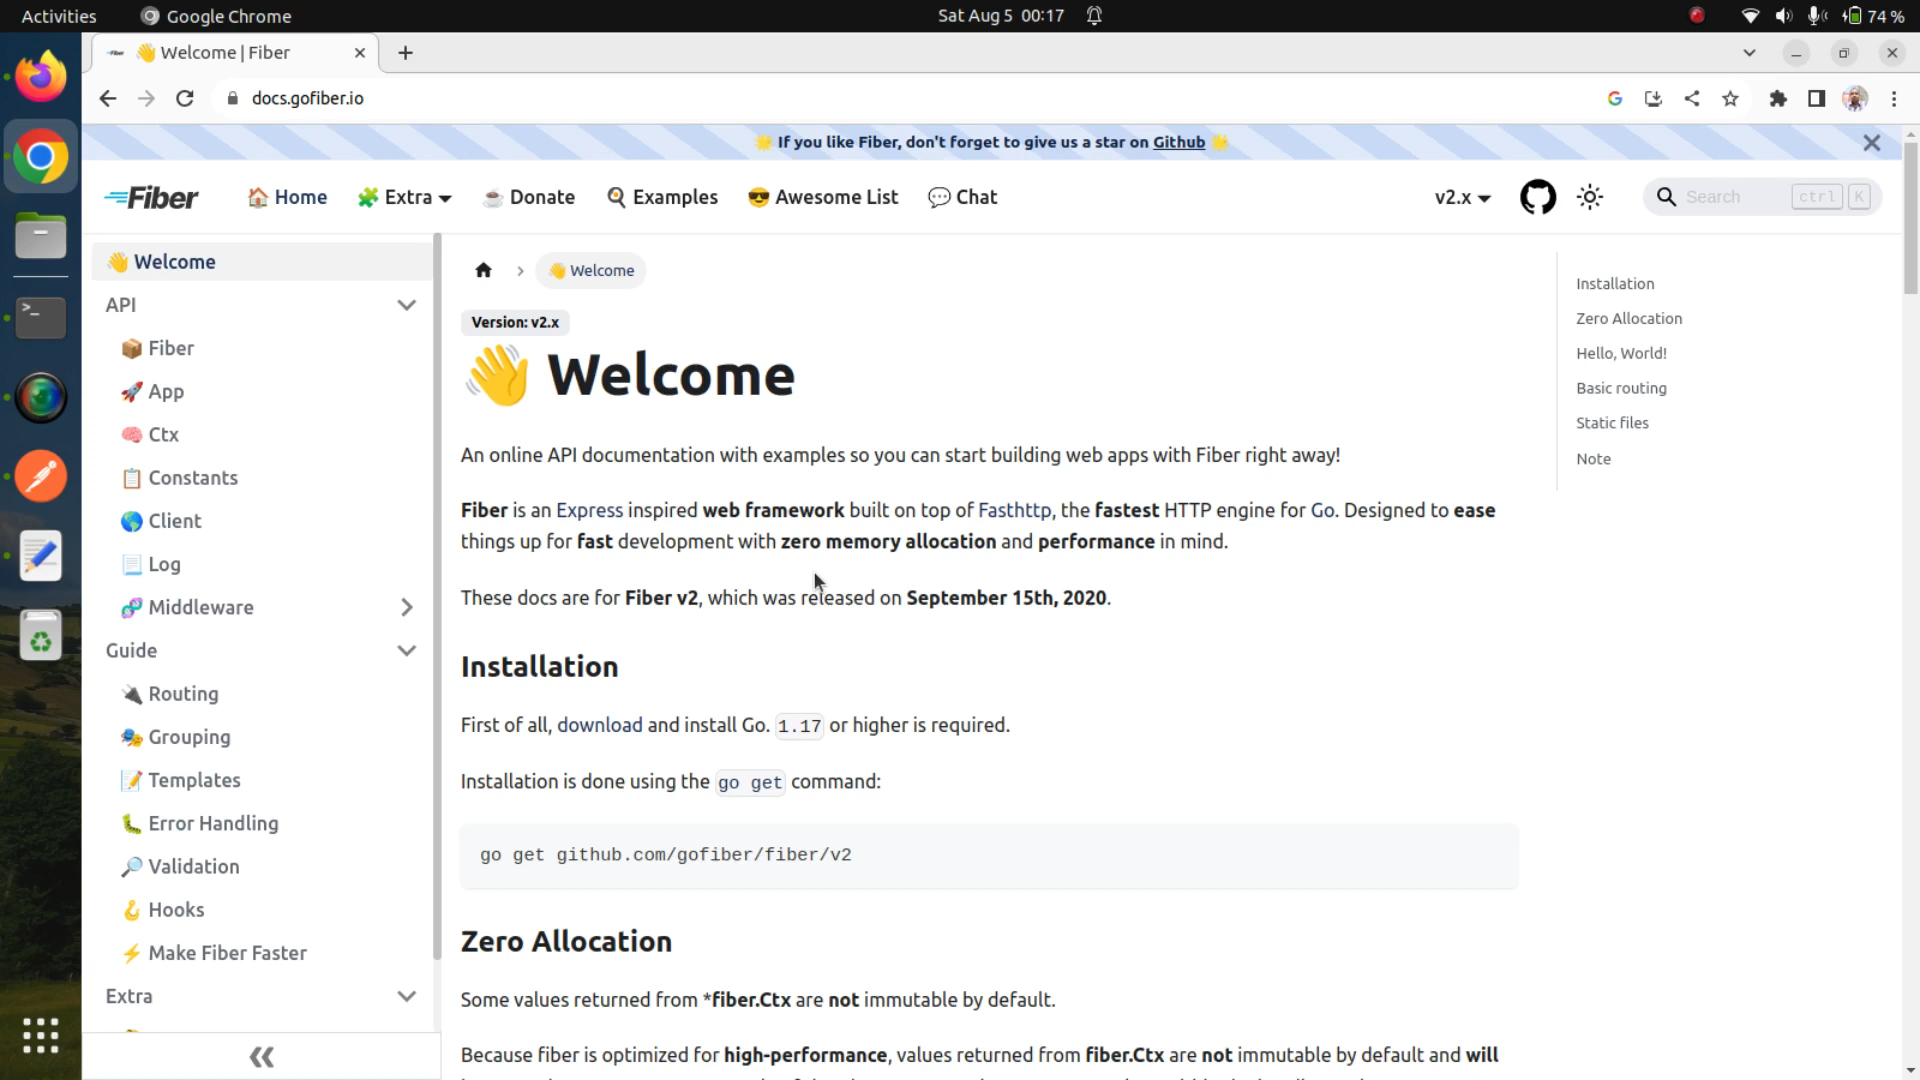 Activities
Google Chrome
Sat Aug 5 00:17
74 %
Welcome | Fiber
docs.gofiber.io
If you like Fiber, don't forget to give us a star on Github
Fiber
Home
Extra
Donate
Examples
Awesome List
Chat
v2.x
Search
ctrl
K
Welcome
API
Fiber
App
Ctx
Constants
Client
Log
Middleware
Guide
Routing
Grouping
Templates
Error Handling
Validation
Hooks
Make Fiber Faster
Extra
Welcome
Version: v2.x
Welcome
An online API documentation with examples so you can start building web apps with Fiber right away!
Fiber is an Express inspired web framework built on top of Fasthttp, the fastest HTTP engine for Go. Designed to ease
things up for fast development with zero memory allocation and performance in mind.
These docs are for Fiber v2, which was released on September 15th, 2020.
Installation
First of all, download and install Go. 1.17 or higher is required.
Installation is done using the go get command:
go get github.com/gofiber/fiber/v2
Zero Allocation
Some values returned from *fiber.Ctx are not immutable by default.
Because fiber is optimized for high-performance, values returned from fiber.Ctx are not immutable by default and will
Installation
Zero Allocation
Hello, World!
Basic routing
Static files
Note